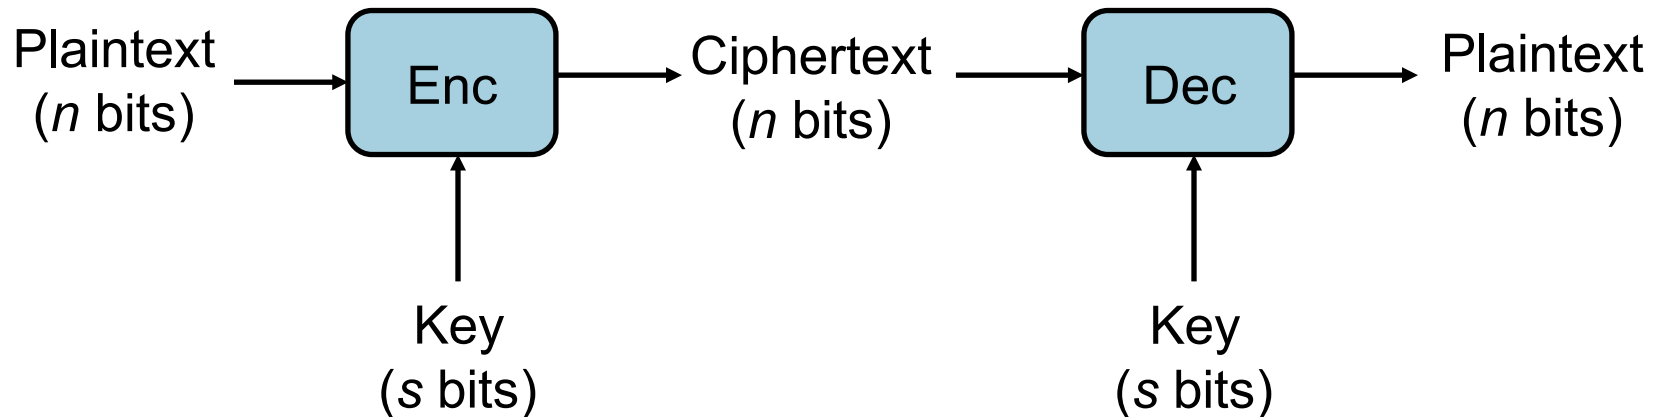 Plaintext
(n bits)
Enc
Ciphertext
(n bits)
Dec
Plaintext
(n bits)
Key
(s bits)
Key
(s bits)